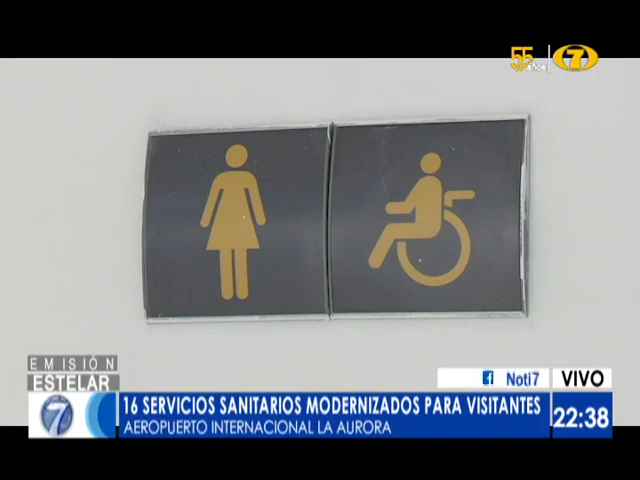 55 años 7
EMISIÓN
ESTELAR
7
Noti7
VIVO
16 SERVICIOS SANITARIOS MODERNIZADOS PARA VISITANTES
AEROPUERTO INTERNACIONAL LA AURORA
22:38